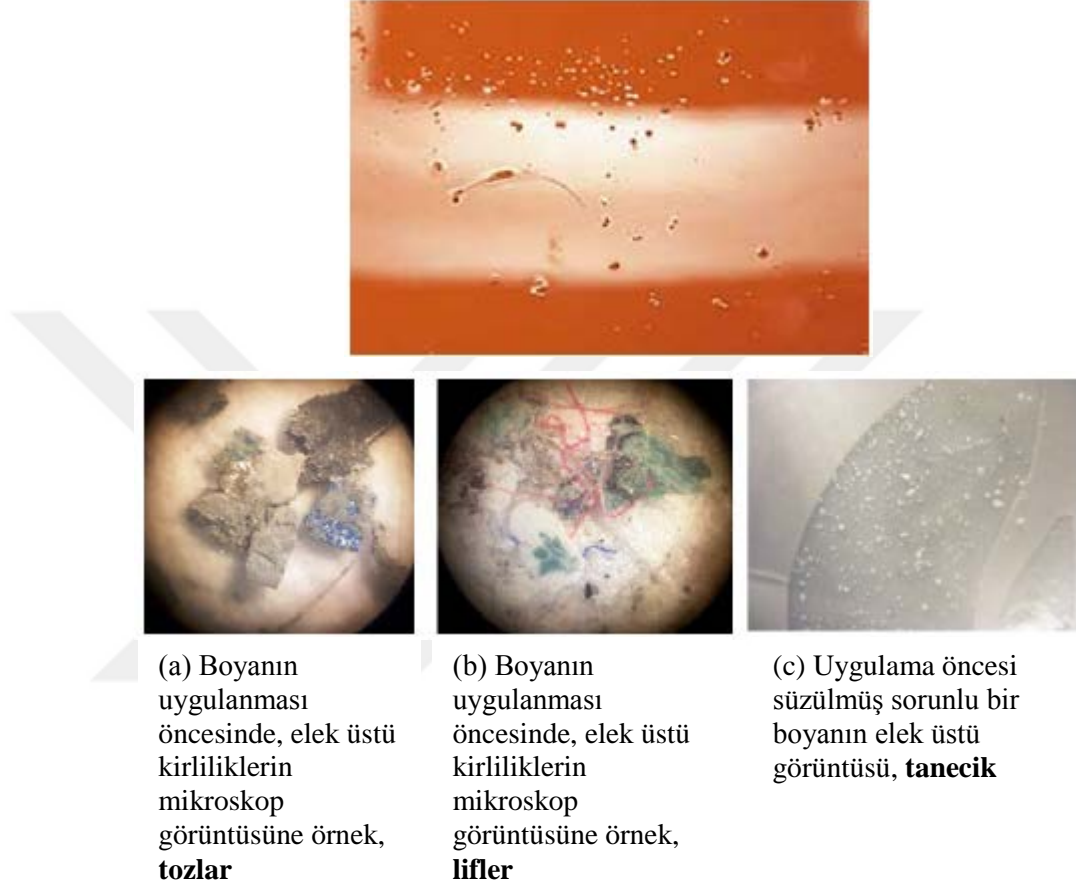 (a) Boyanın
uygulanması
öncesinde, elek üstü
kirliliklerin
mikroskop
görüntüsüne örnek,
tozlar
(b) Boyanın
uygulanması
öncesinde, elek üstü
kirliliklerin
mikroskop
görüntüsüne örnek,
lifler
(c) Uygulama öncesi
süzülmüş sorunlu bir
boyanın elek üstü
görüntüsü, tanecik